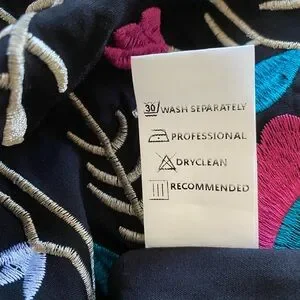 30 WASH SEPARATELY
PROFESSIONAL
DRYCLEAN
RECOMMENDED